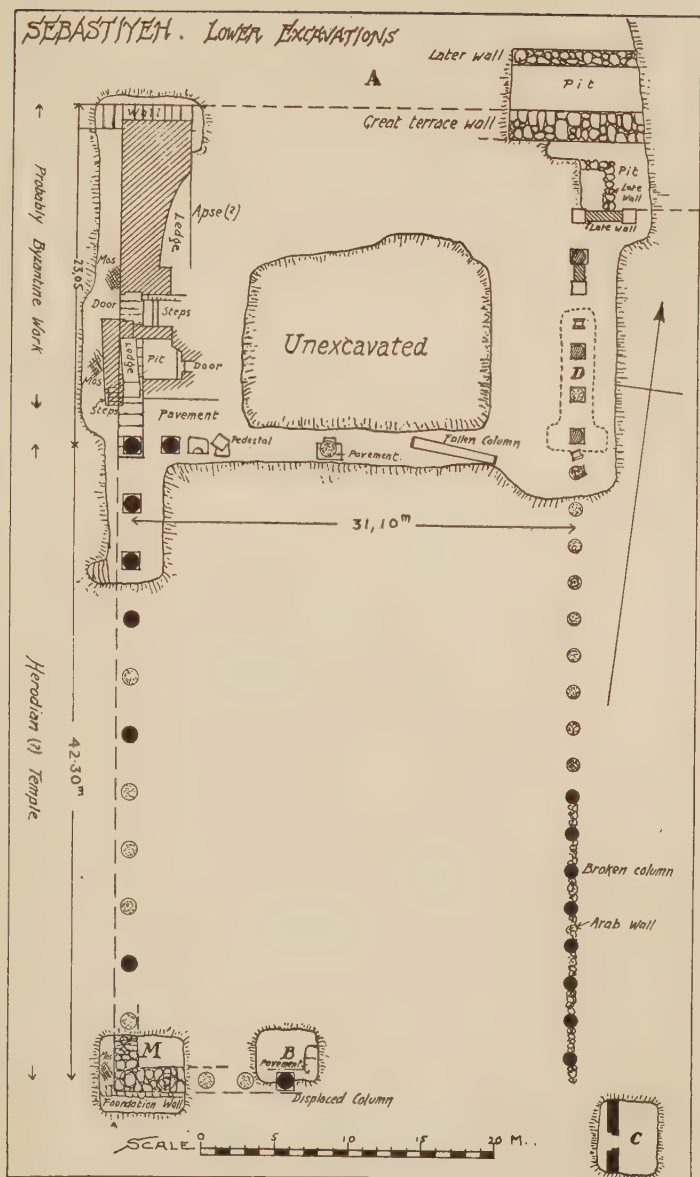 SEBASTIYEH. LOWER EXCAVATIONS
Later wall
A
Pit
Wall
Great terrace wall
Pit
Late
Wall
Late wall
Apse(?)
Ledge
Probably Byzantine Work
23,05
Mos
Door
Steps
Unexcavated
Ledge
Pit
Door
Mos
Steps
Pavement
D
Pedestal
Pavement.
Fallen Column
31,10m
Herodian (?) Temple
42.30m
Broken column
Arab Wall
M
B
Mos
Pavement
Foundation Wall
Displaced Column
C
SCALE 0 5 10 15 20 M..